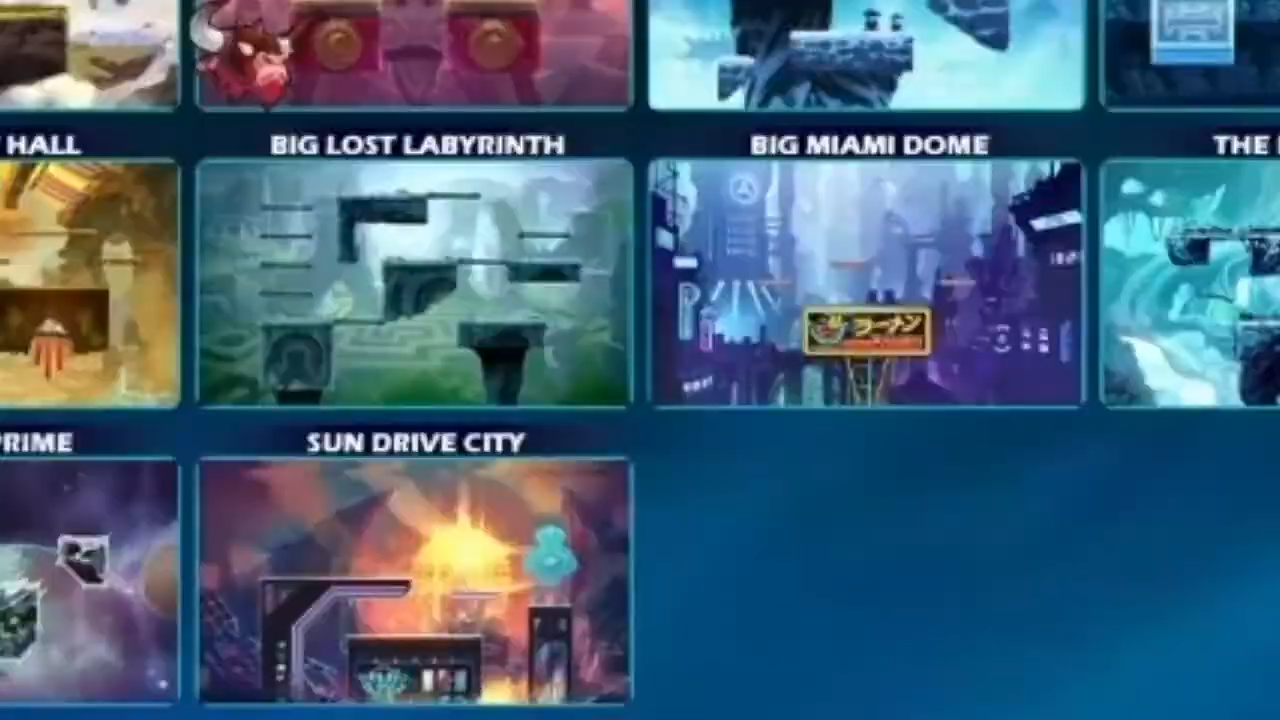 HALL
BIG LOST LABYRINTH
BIG MIAMI DOME
THE
ラーメン
PRIME
SUN DRIVE CITY